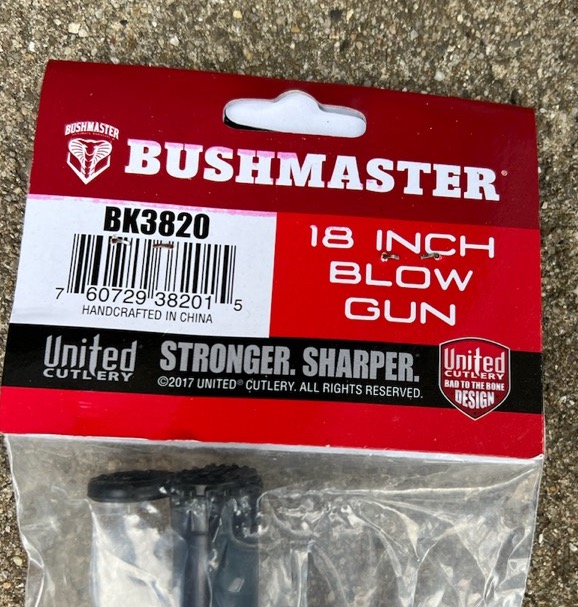 BUSHMASTER
BUSHMASTER®
BK3820
7 60729 38201 5
HANDCRAFTED IN CHINA
18 INCH
BLOW
GUN
United
CUTLERY
STRONGER. SHARPER.
©2017 UNITED® CUTLERY. ALL RIGHTS RESERVED.
United
CUTLERY
BAD TO THE BONE
DESIGN